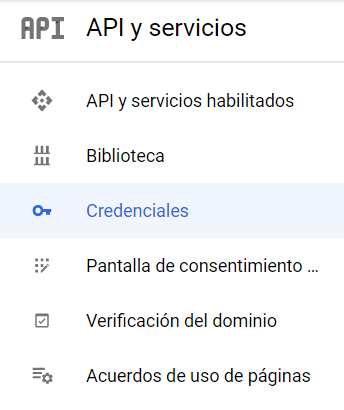 API API y servicios
API y servicios habilitados
Biblioteca
Credenciales
Pantalla de consentimiento ...
Verificación del dominio
Acuerdos de uso de páginas